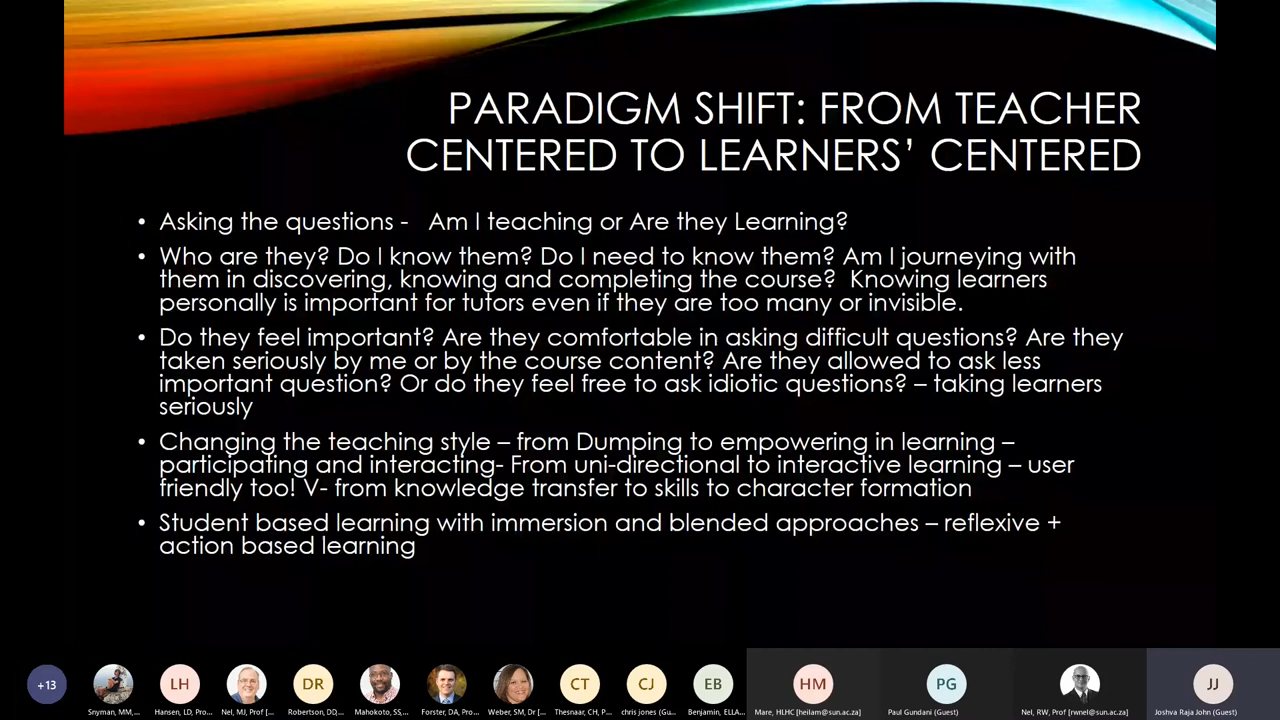 PARADIGM SHIFT: FROM TEACHER
CENTERED TO LEARNERS’ CENTERED
• Asking the questions - Am I teaching or Are they Learning?
• Who are they? Do I know them? Do I need to know them? Am I journeying with
them in discovering, knowing and completing the course? Knowing learners
personally is important for tutors even if they are too many or invisible.
• Do they feel important? Are they comfortable in asking difficult questions? Are they
taken seriously by me or by the course content? Are they allowed to ask less
important question? Or do they feel free to ask idiotic questions? – taking learners
seriously
• Changing the teaching style – from Dumping to empowering in learning –
participating and interacting- From uni-directional to interactive learning – user
friendly too! V- from knowledge transfer to skills to character formation
• Student based learning with immersion and blended approaches – reflexive +
action based learning
+13 LH DR CT CJ EB HM PG JJ
Snyman, MM,... Hansen, LD, Pro... Nel, MJ, Prof [... Robertson, DD,... Mahokoto, SS,... Forster, DA, Pro... Weber, SM, Dr [... Thesnaar, CH, P... chris jones (Gu... Benjamin, ELLA... Mare, HLHC [heilam@sun.ac.za] Paul Gundani (Guest) Nel, RW, Prof [rwnel@sun.ac.za] Joshva Raja John (Guest)